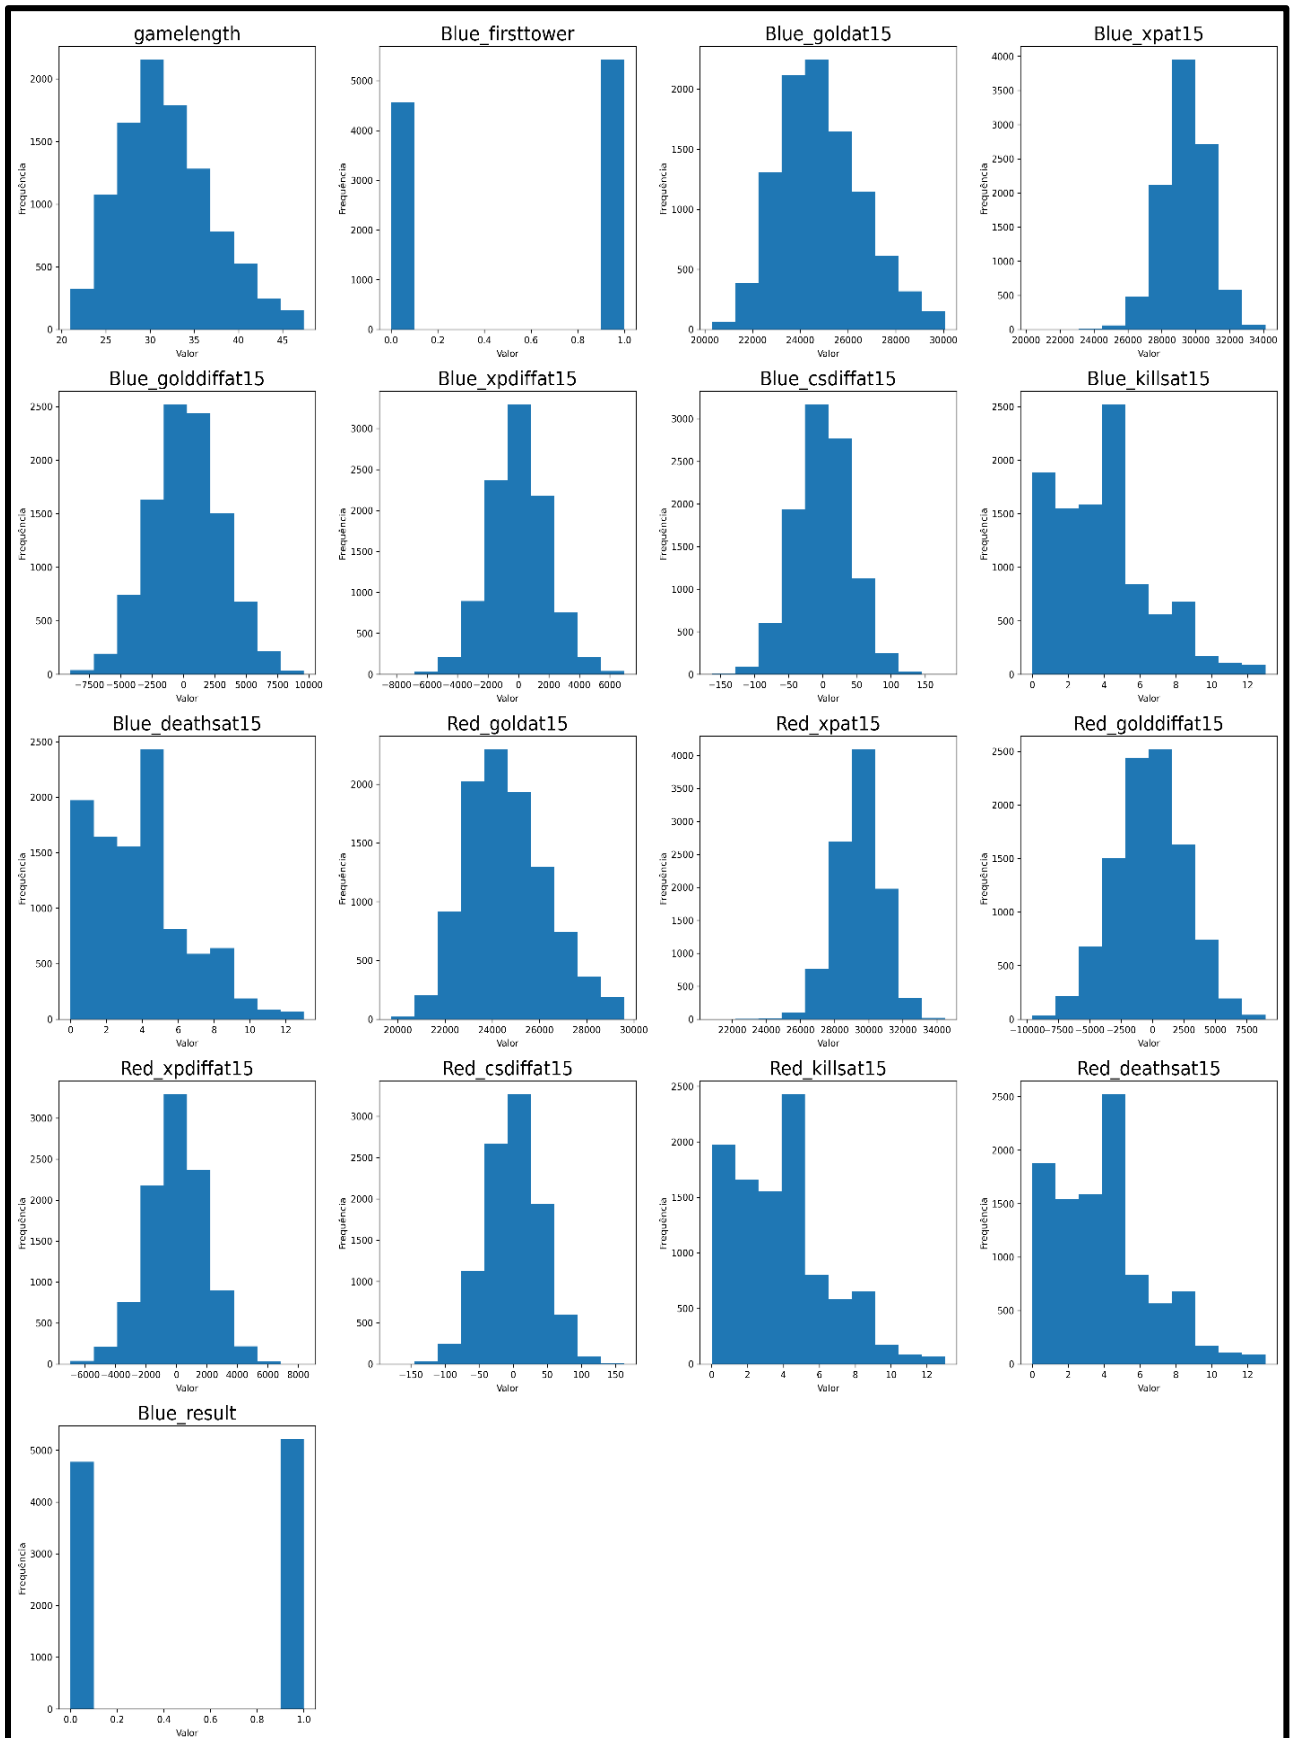 gamelength Blue_firsttower Blue_goldat15 Blue_xpat15
Frequência
2000
1500
1000
500
0
20 25 30 35 40 45
Valor
Frequência
5000
4000
3000
2000
1000
0
0.0 0.2 0.4 0.6 0.8 1.0
Valor
Frequência
2000
1500
1000
500
0
20000 22000 24000 26000 28000 30000
Valor
Frequência
4000
3500
3000
2500
2000
1500
1000
500
0
20000 22000 24000 26000 28000 30000 32000 34000
Valor
Blue_golddiffat15 Blue_xpdiffat15 Blue_csdiffat15 Blue_killsat15
Frequência
2500
2000
1500
1000
500
0
−7500 −5000 −2500 0 2500 5000 7500 10000
Valor
Frequência
3000
2500
2000
1500
1000
500
0
−8000 −6000 −4000 −2000 0 2000 4000 6000
Valor
Frequência
3000
2500
2000
1500
1000
500
0
−150 −100 −50 0 50 100 150
Valor
Frequência
2500
2000
1500
1000
500
0
0 2 4 6 8 10 12
Valor
Blue_deathsat15 Red_goldat15 Red_xpat15 Red_golddiffat15
Frequência
2500
2000
1500
1000
500
0
0 2 4 6 8 10 12
Valor
Frequência
2000
1500
1000
500
0
20000 22000 24000 26000 28000 30000
Valor
Frequência
4000
3500
3000
2500
2000
1500
1000
500
0
22000 24000 26000 28000 30000 32000 34000
Valor
Frequência
2500
2000
1500
1000
500
0
−10000 −7500 −5000 −2500 0 2500 5000 7500
Valor
Red_xpdiffat15 Red_csdiffat15 Red_killsat15 Red_deathsat15
Frequência
3000
2500
2000
1500
1000
500
0
−6000 −4000 −2000 0 2000 4000 6000 8000
Valor
Frequência
3000
2500
2000
1500
1000
500
0
−150 −100 −50 0 50 100 150
Valor
Frequência
2500
2000
1500
1000
500
0
0 2 4 6 8 10 12
Valor
Frequência
2500
2000
1500
1000
500
0
0 2 4 6 8 10 12
Valor
Blue_result
Frequência
5000
4000
3000
2000
1000
0
0.0 0.2 0.4 0.6 0.8 1.0
Valor